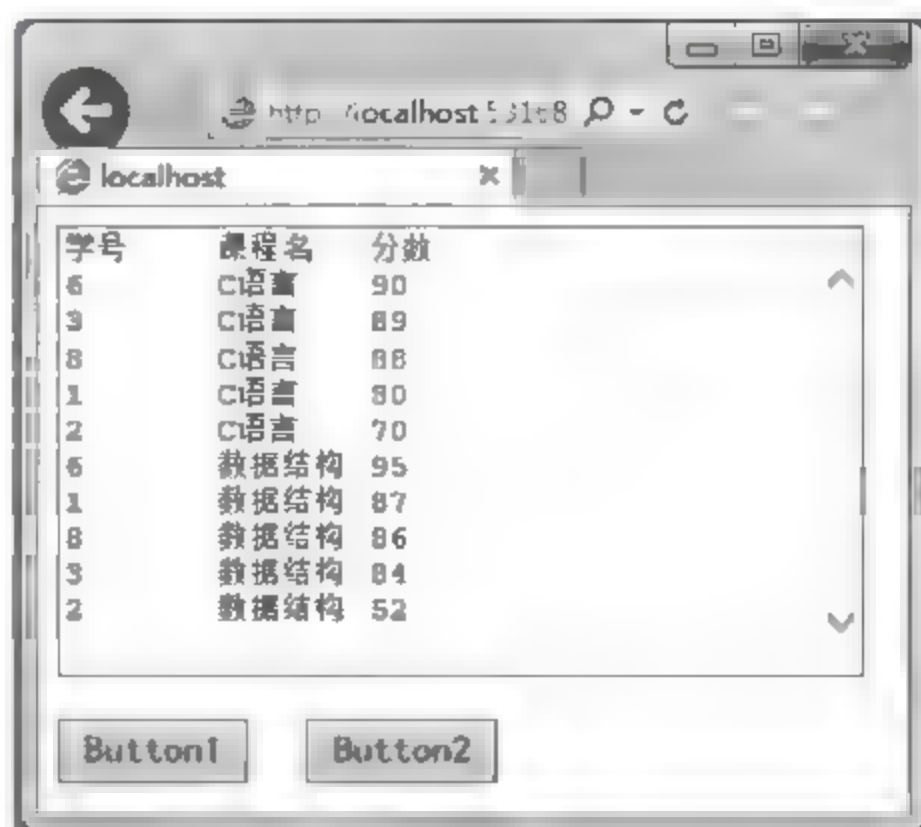 localhost
localhost
学号 课程名 分数
6 C语言 90
3 C语言 89
8 C语言 88
1 C语言 80
2 C语言 70
6 数据结构 95
1 数据结构 87
8 数据结构 86
3 数据结构 84
2 数据结构 52
Button1 Button2